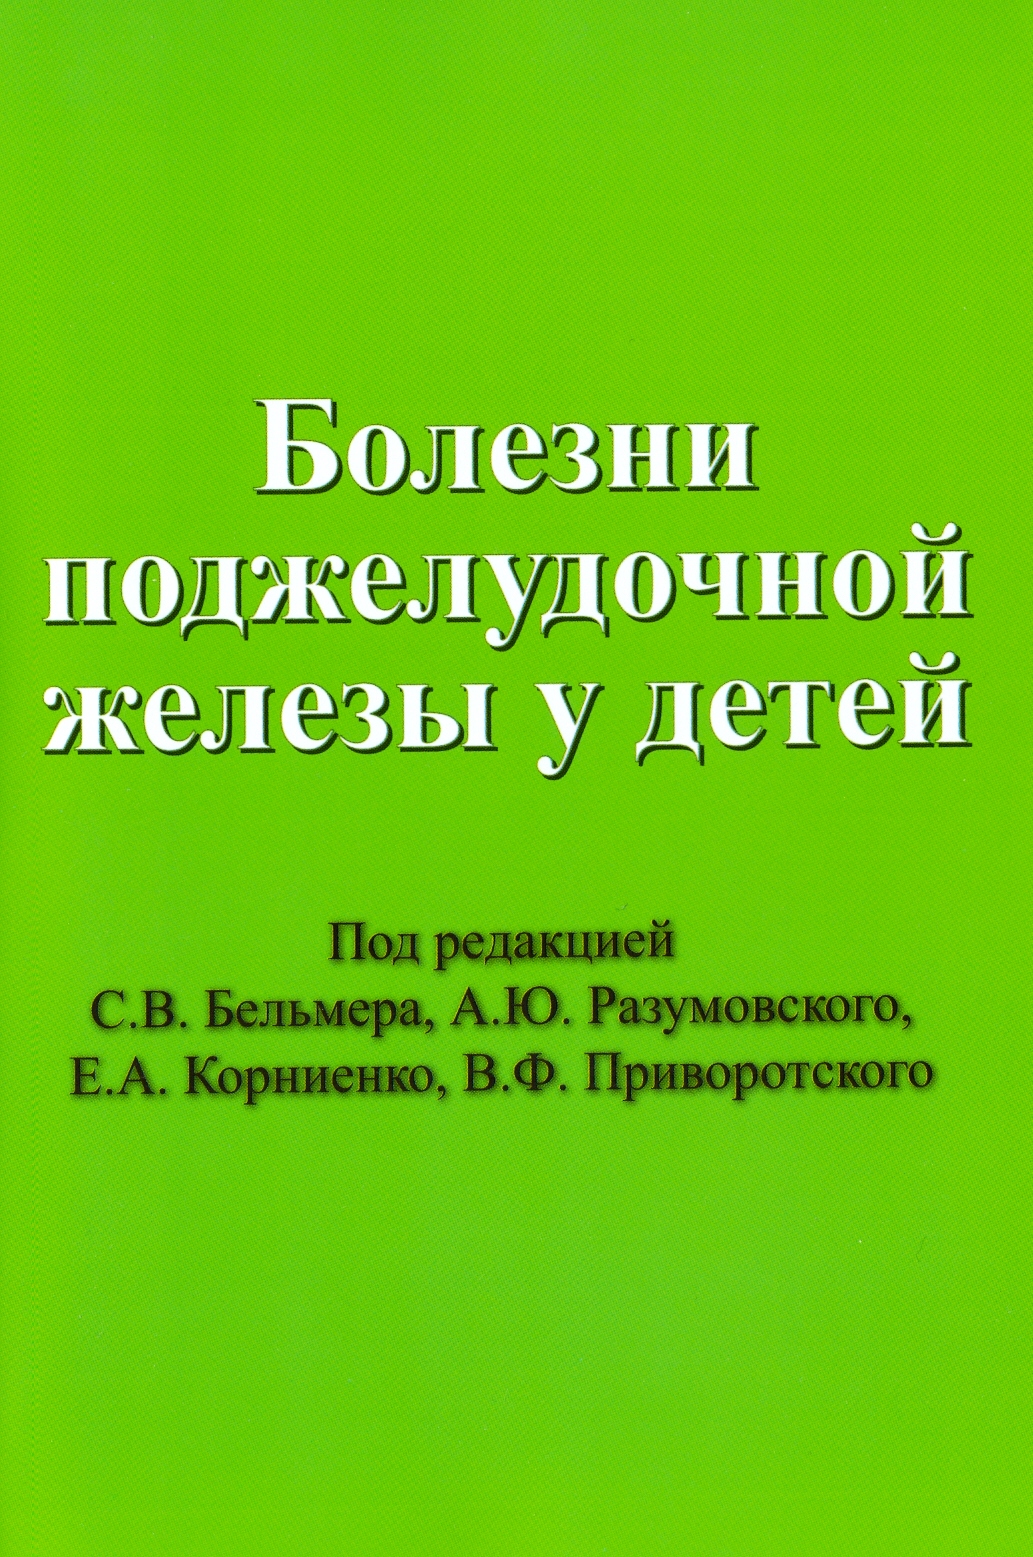 Болезни
поджелудочной
железы у детей
Под редакцией
С.В. Бельмера, А.Ю. Разумовского,
Е.А. Корниенко, В.Ф. Приворотского